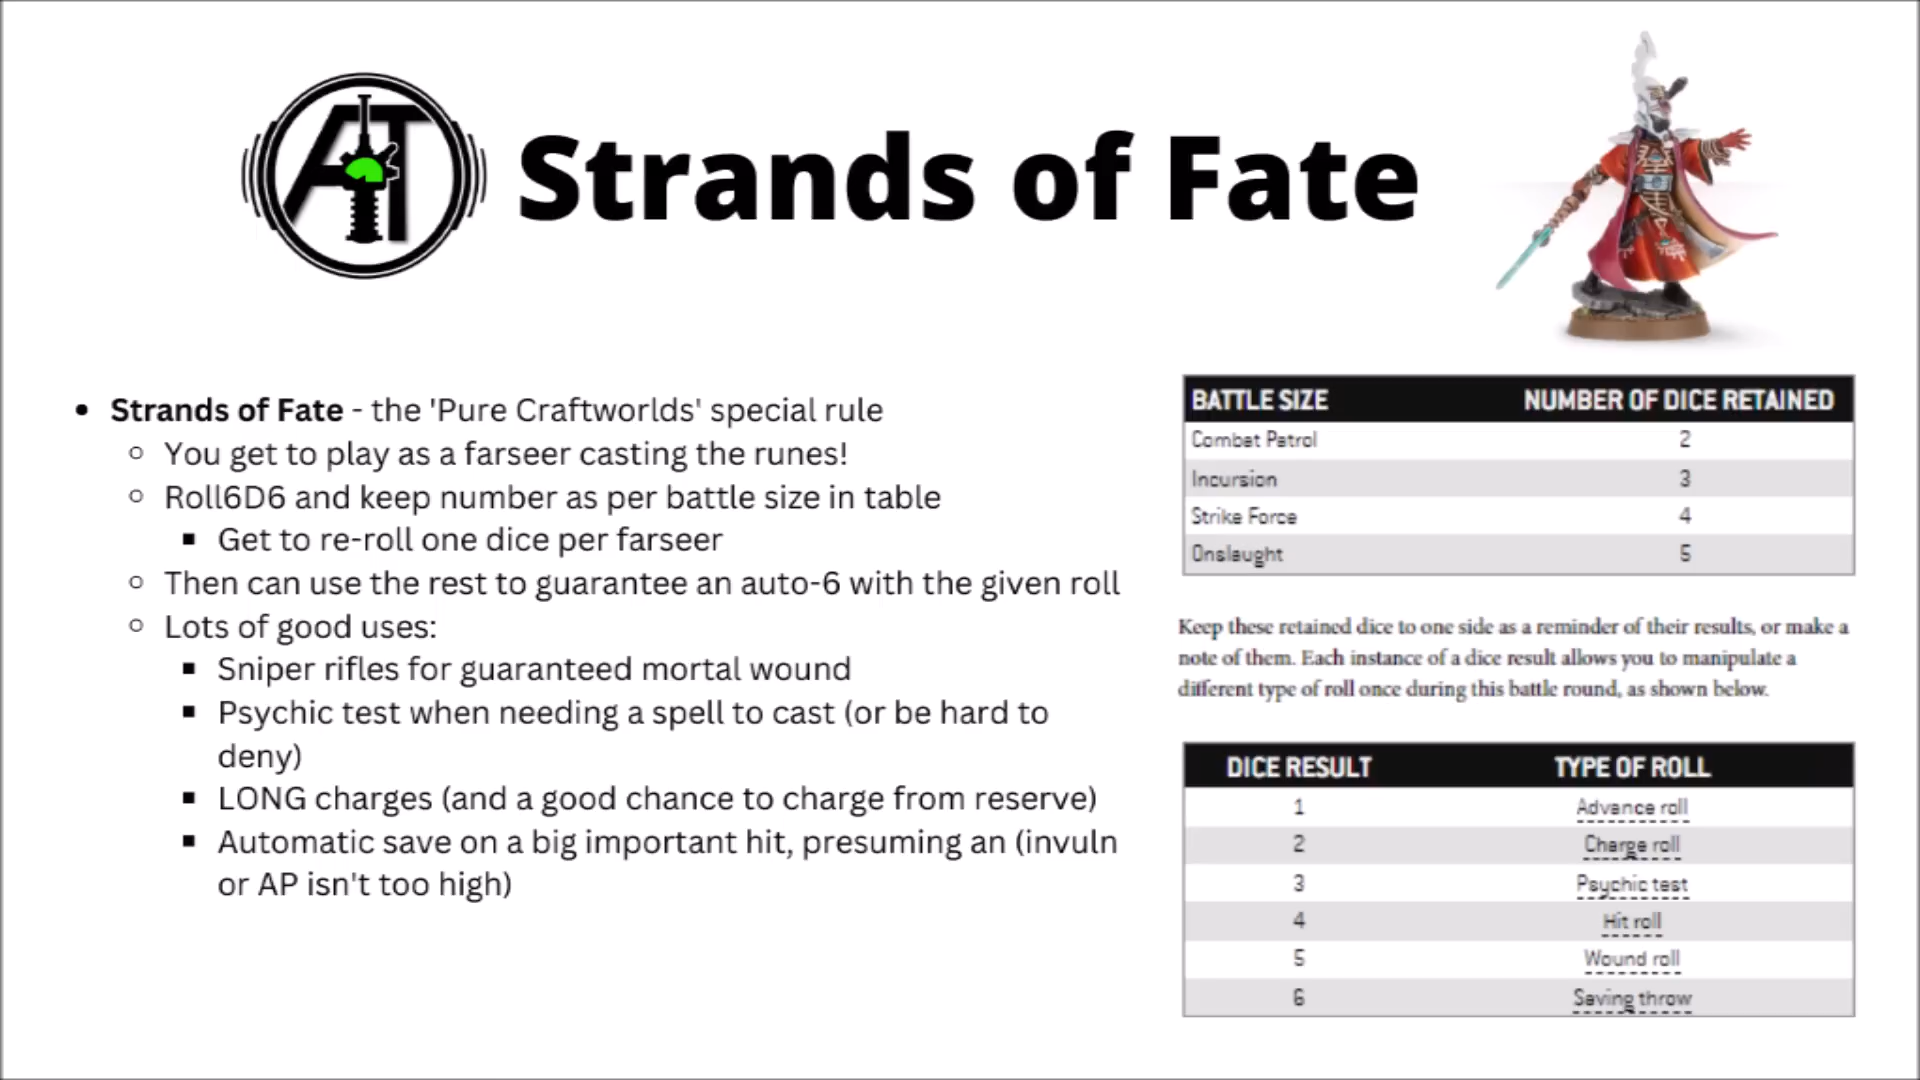 AT
Strands of Fate
• Strands of Fate - the 'Pure Craftworlds' special rule
○ You get to play as a farseer casting the runes!
○ Roll6D6 and keep number as per battle size in table
▪ Get to re-roll one dice per farseer
○ Then can use the rest to guarantee an auto-6 with the given roll
○ Lots of good uses:
▪ Sniper rifles for guaranteed mortal wound
▪ Psychic test when needing a spell to cast (or be hard to
deny)
▪ LONG charges (and a good chance to charge from reserve)
▪ Automatic save on a big important hit, presuming an (invuln
or AP isn't too high)
BATTLE SIZE NUMBER OF DICE RETAINED
Combat Patrol 2
Incursion 3
Strike Force 4
Onslaught 5
Keep these retained dice to one side as a reminder of their results, or make a
note of them. Each instance of a dice result allows you to manipulate a
different type of roll once during this battle round, as shown below.
DICE RESULT TYPE OF ROLL
1 Advance roll
2 Charge roll
3 Psychic test
4 Hit roll
5 Wound roll
6 Saving throw